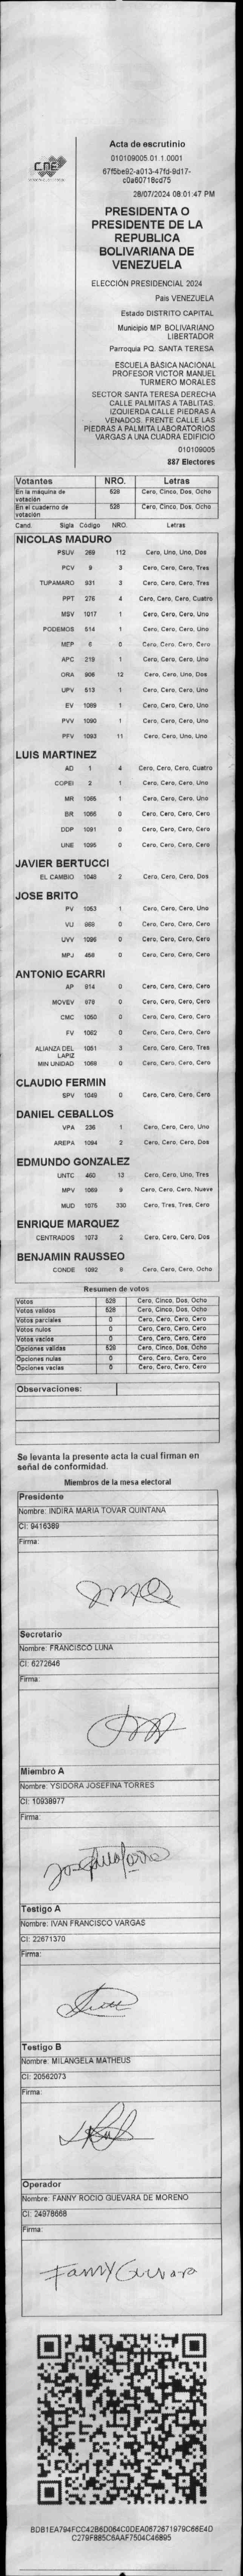 CNE
Acta de escrutinio
010109005.01.1.0001
67f5be92-a013-47fd-9d17-
c0a60718cd75
28/07/2024 08:01:47 PM
PRESIDENTA O
PRESIDENTE DE LA
REPUBLICA
BOLIVARIANA DE
VENEZUELA
ELECCIÓN PRESIDENCIAL 2024
Pais VENEZUELA
Estado DISTRITO CAPITAL
Municipio MP. BOLIVARIANO
LIBERTADOR
Parroquia PQ. SANTA TERESA
ESCUELA BÁSICA NACIONAL
PROFESOR VICTOR MANUEL
TURMERO MORALES
SECTOR SANTA TERESA DERECHA
CALLE PALMITAS A TABLITAS.
IZQUIERDA CALLE PIEDRAS A
VENADOS. FRENTE CALLE LAS
PIEDRAS A PALMITA LABORATORIOS
VARGAS A UNA CUADRA EDIFICIO
010109005
887 Electores
Votantes NRO. Letras
En la máquina de votación 528 Cero, Cinco, Dos, Ocho
En el cuaderno de votación 528 Cero, Cinco, Dos, Ocho
Cand. Sigla Código NRO. Letras
NICOLAS MADURO
PSUV 269 112 Cero, Uno, Uno, Dos
PCV 9 3 Cero, Cero, Cero, Tres
TUPAMARO 931 3 Cero, Cero, Cero, Tres
PPT 276 4 Cero, Cero, Cero, Cuatro
MSV 1017 1 Cero, Cero, Cero, Uno
PODEMOS 514 1 Cero, Cero, Cero, Uno
MEP 6 0 Cero, Cero, Cero, Cero
APC 219 1 Cero, Cero, Cero, Uno
ORA 906 12 Cero, Cero, Uno, Dos
UPV 513 1 Cero, Cero, Cero, Uno
EV 1089 1 Cero, Cero, Cero, Uno
PVV 1090 1 Cero, Cero, Cero, Uno
PFV 1093 11 Cero, Cero, Uno, Uno
LUIS MARTINEZ
AD 1 4 Cero, Cero, Cero, Cuatro
COPEI 2 1 Cero, Cero, Cero, Uno
MR 1065 1 Cero, Cero, Cero, Uno
BR 1066 0 Cero, Cero, Cero, Cero
DDP 1091 0 Cero, Cero, Cero, Cero
UNE 1095 0 Cero, Cero, Cero, Cero
JAVIER BERTUCCI
EL CAMBIO 1048 2 Cero, Cero, Cero, Dos
JOSE BRITO
PV 1053 1 Cero, Cero, Cero, Uno
VU 868 0 Cero, Cero, Cero, Cero
UVV 1096 0 Cero, Cero, Cero, Cero
MPJ 458 0 Cero, Cero, Cero, Cero
ANTONIO ECARRI
AP 914 0 Cero, Cero, Cero, Cero
MOVEV 978 0 Cero, Cero, Cero, Cero
CMC 1050 0 Cero, Cero, Cero, Cero
FV 1062 0 Cero, Cero, Cero, Cero
ALIANZA DEL LAPIZ 1051 3 Cero, Cero, Cero, Tres
MIN UNIDAD 1068 0 Cero, Cero, Cero, Cero
CLAUDIO FERMIN
SPV 1049 0 Cero, Cero, Cero, Cero
DANIEL CEBALLOS
VPA 236 1 Cero, Cero, Cero, Uno
AREPA 1094 2 Cero, Cero, Cero, Dos
EDMUNDO GONZALEZ
UNTC 460 13 Cero, Cero, Uno, Tres
MPV 1069 9 Cero, Cero, Cero, Nueve
MUD 1075 330 Cero, Tres, Tres, Cero
ENRIQUE MARQUEZ
CENTRADOS 1073 2 Cero, Cero, Cero, Dos
BENJAMIN RAUSSEO
CONDE 1092 8 Cero, Cero, Cero, Ocho
Resumen de votos
Votos 528 Cero, Cinco, Dos, Ocho
Votos validos 528 Cero, Cinco, Dos, Ocho
Votos parciales 0 Cero, Cero, Cero, Cero
Votos nulos 0 Cero, Cero, Cero, Cero
Votos vacios 0 Cero, Cero, Cero, Cero
Opciones validas 528 Cero, Cinco, Dos, Ocho
Opciones nulas 0 Cero, Cero, Cero, Cero
Opciones vacias 0 Cero, Cero, Cero, Cero
Observaciones:
Se levanta la presente acta la cual firman en
señal de conformidad.
Miembros de la mesa electoral
Presidente
Nombre: INDIRA MARIA TOVAR QUINTANA
CI: 9416389
Firma:
Secretario
Nombre: FRANCISCO LUNA
CI: 6272646
Firma:
Miembro A
Nombre: YSIDORA JOSEFINA TORRES
CI: 10938977
Firma:
Testigo A
Nombre: IVAN FRANCISCO VARGAS
CI: 22671370
Firma:
Testigo B
Nombre: MILANGELA MATHEUS
CI: 20562073
Firma:
Operador
Nombre: FANNY ROCIO GUEVARA DE MORENO
CI: 24978668
Firma:
Fanny Guevara
BDB1EA794FCC42B6D064C0DEA0672671979C66E4D
C279F885C6AAF7504C46B95